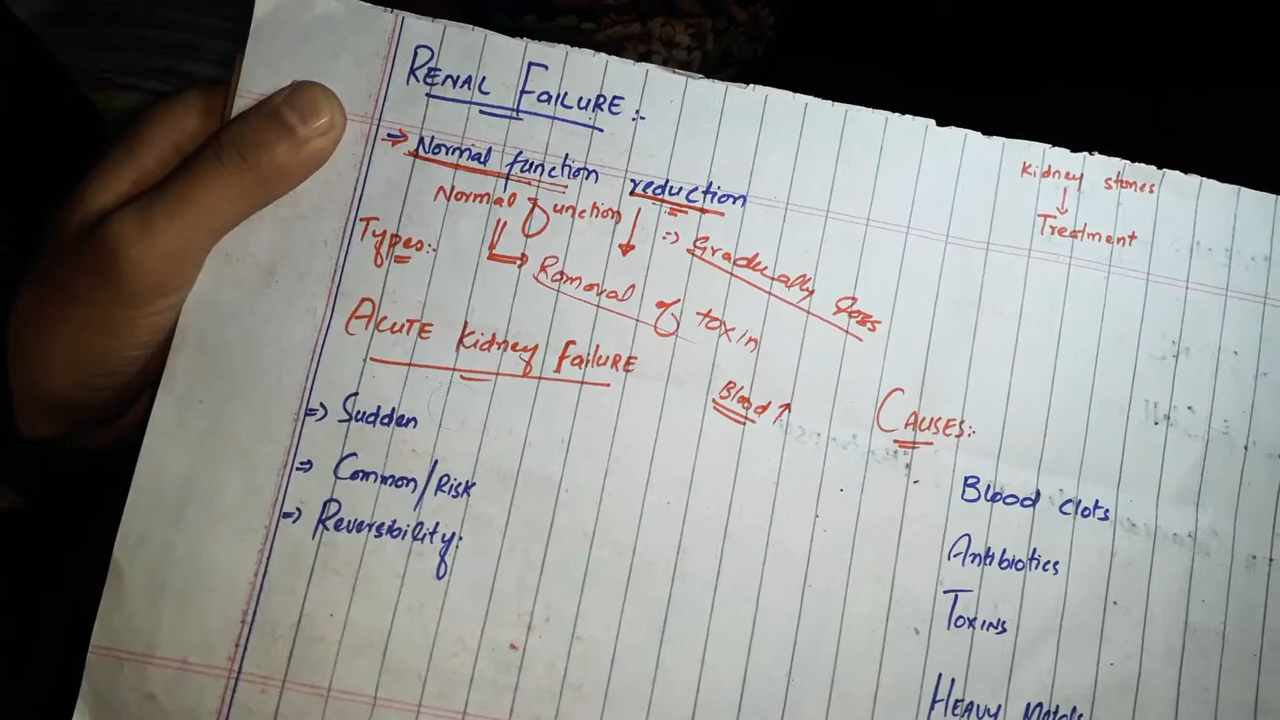 RENAL FAILURE:-
⇒ Normal function reduction
Normal function
⇒ Gradually loss
Types:-
Romoval of toxin
ACUTE Kidney FAILURE
Blood ↑
⇒ Sudden
⇒ Common/Risk
⇒ Reversibility:
Kidney stones
↓
Treatment
CAUSES:-
Blood clots
Antibiotics
Toxins
HEAVY Metals